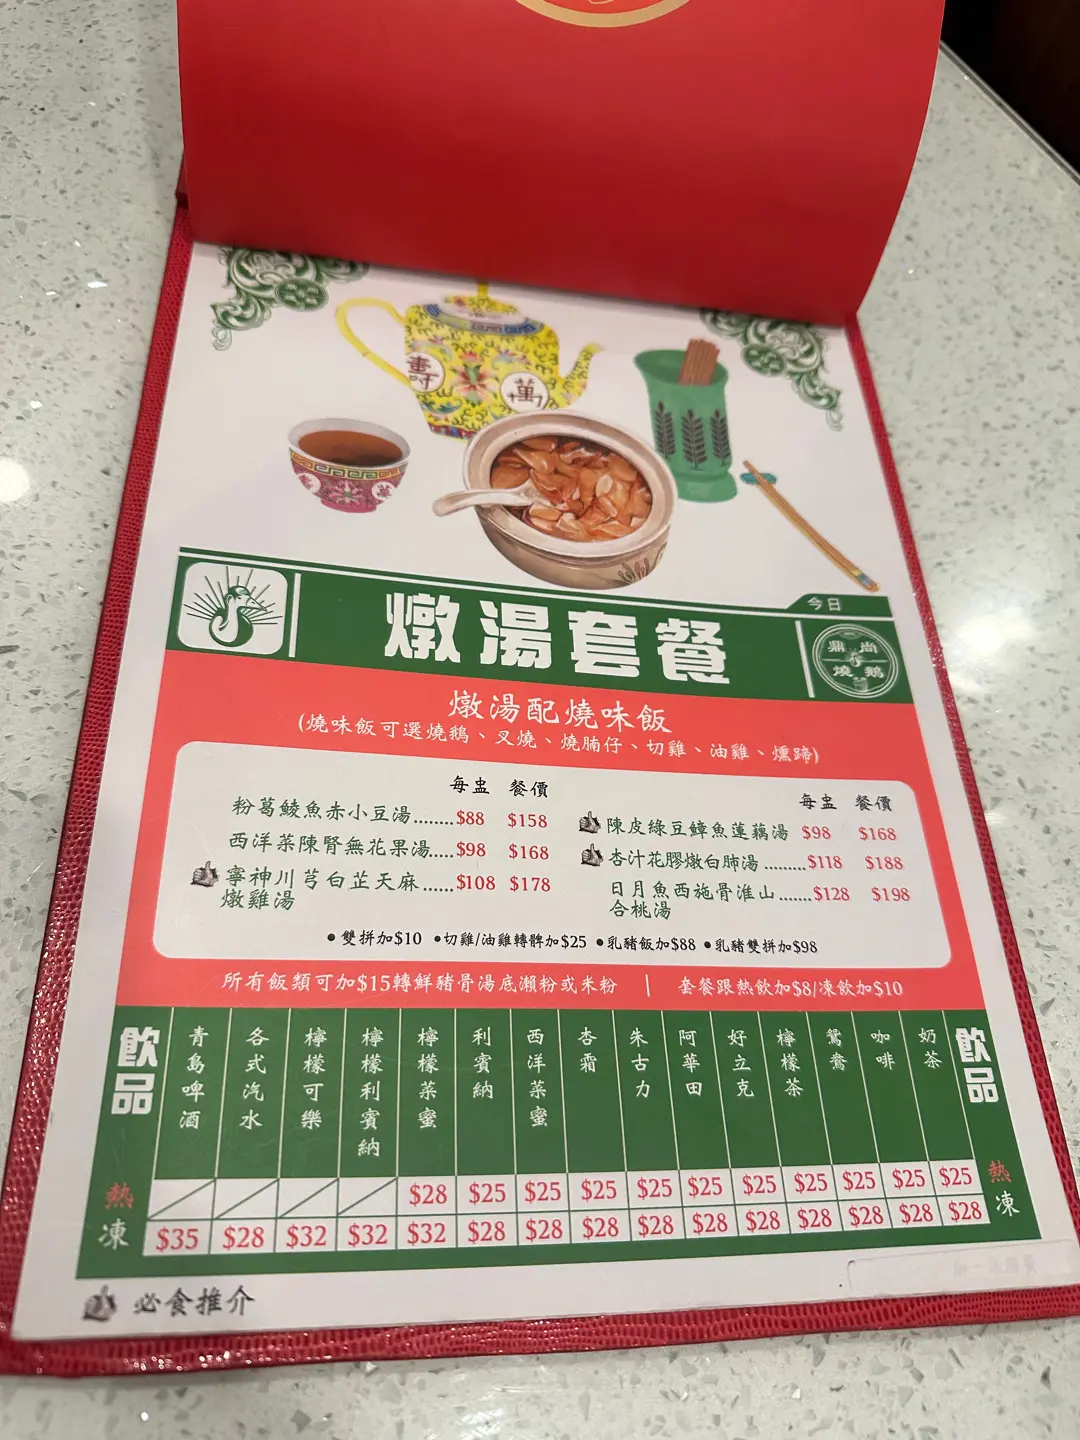 壽
萬
壽
萬
今日
燉湯套餐
鼎尚
燒鵝
燉湯配燒味飯
(燒味飯可選燒鵝、叉燒、燒腩仔、切雞、油雞、燻蹄)
每盅 餐價
粉葛鯪魚赤小豆湯........$88 $158
西洋菜陳腎無花果湯.....$98 $168
寧神川芎白芷天麻......$108 $178
燉雞湯
每盅 餐價
陳皮綠豆鱆魚蓮藕湯 $98 $168
杏汁花膠燉白肺湯.........$118 $188
日月魚西施骨淮山.......$128 $198
合桃湯
•雙拼加$10 •切雞/油雞轉髀加$25 •乳豬飯加$88 •乳豬雙拼加$98
所有飯類可加$15轉鮮豬骨湯底瀨粉或米粉 | 套餐跟熱飲加$8/凍飲加$10
飲品 青島啤酒 各式汽水 檸檬可樂 檸檬利賓納 檸檬菜蜜 利賓納 西洋菜蜜 杏霜 朱古力 阿華田 好立克 檸檬茶 鴛鴦 咖啡 奶茶 飲品
熱 $28 $25 $25 $25 $25 $25 $25 $25 $25 $25 $25 熱
凍 $35 $28 $32 $32 $32 $28 $28 $28 $28 $28 $28 $28 $28 $28 $28 凍
必食推介